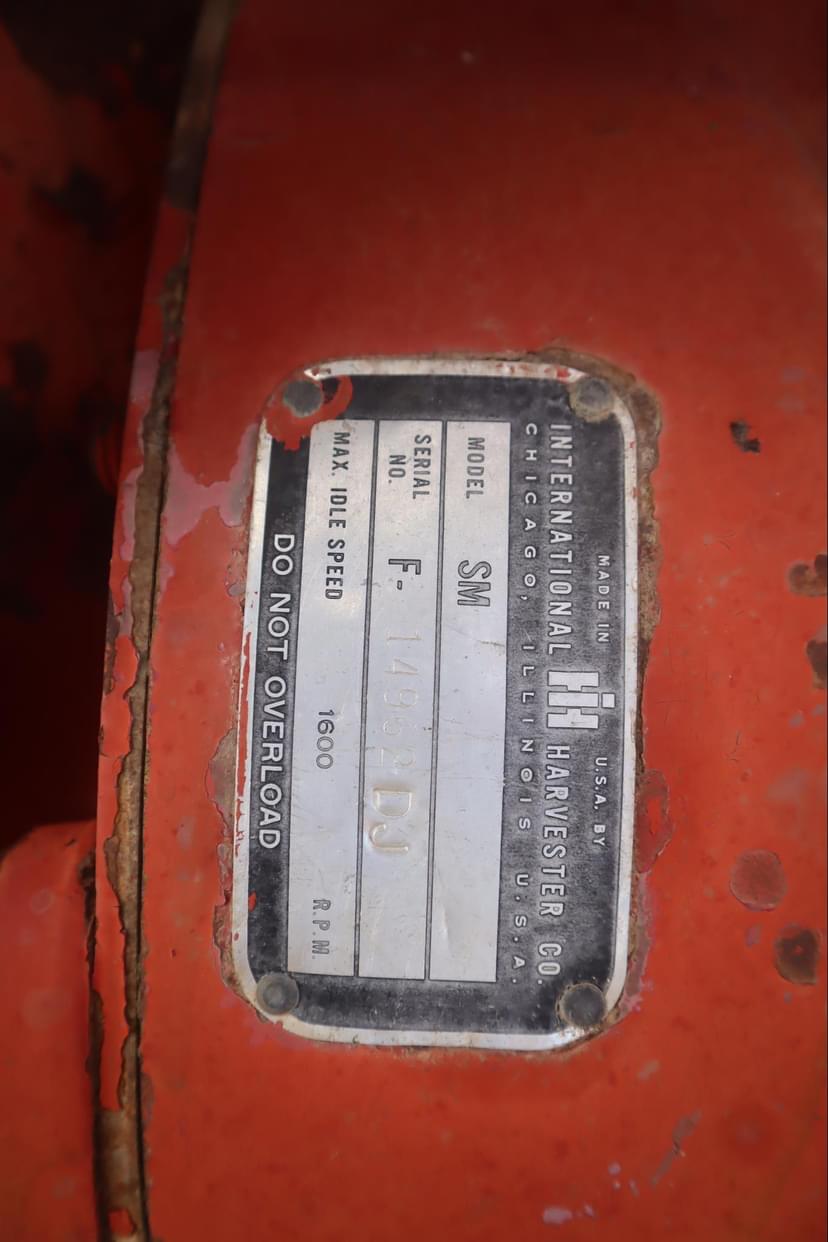 MADE IN U.S.A. BY
INTERNATIONAL IH HARVESTER CO.
CHICAGO, ILLINOIS U.S.A.
MODEL SM
SERIAL NO. F- 14962 DJ
MAX. IDLE SPEED 1600 R.P.M.
DO NOT OVERLOAD